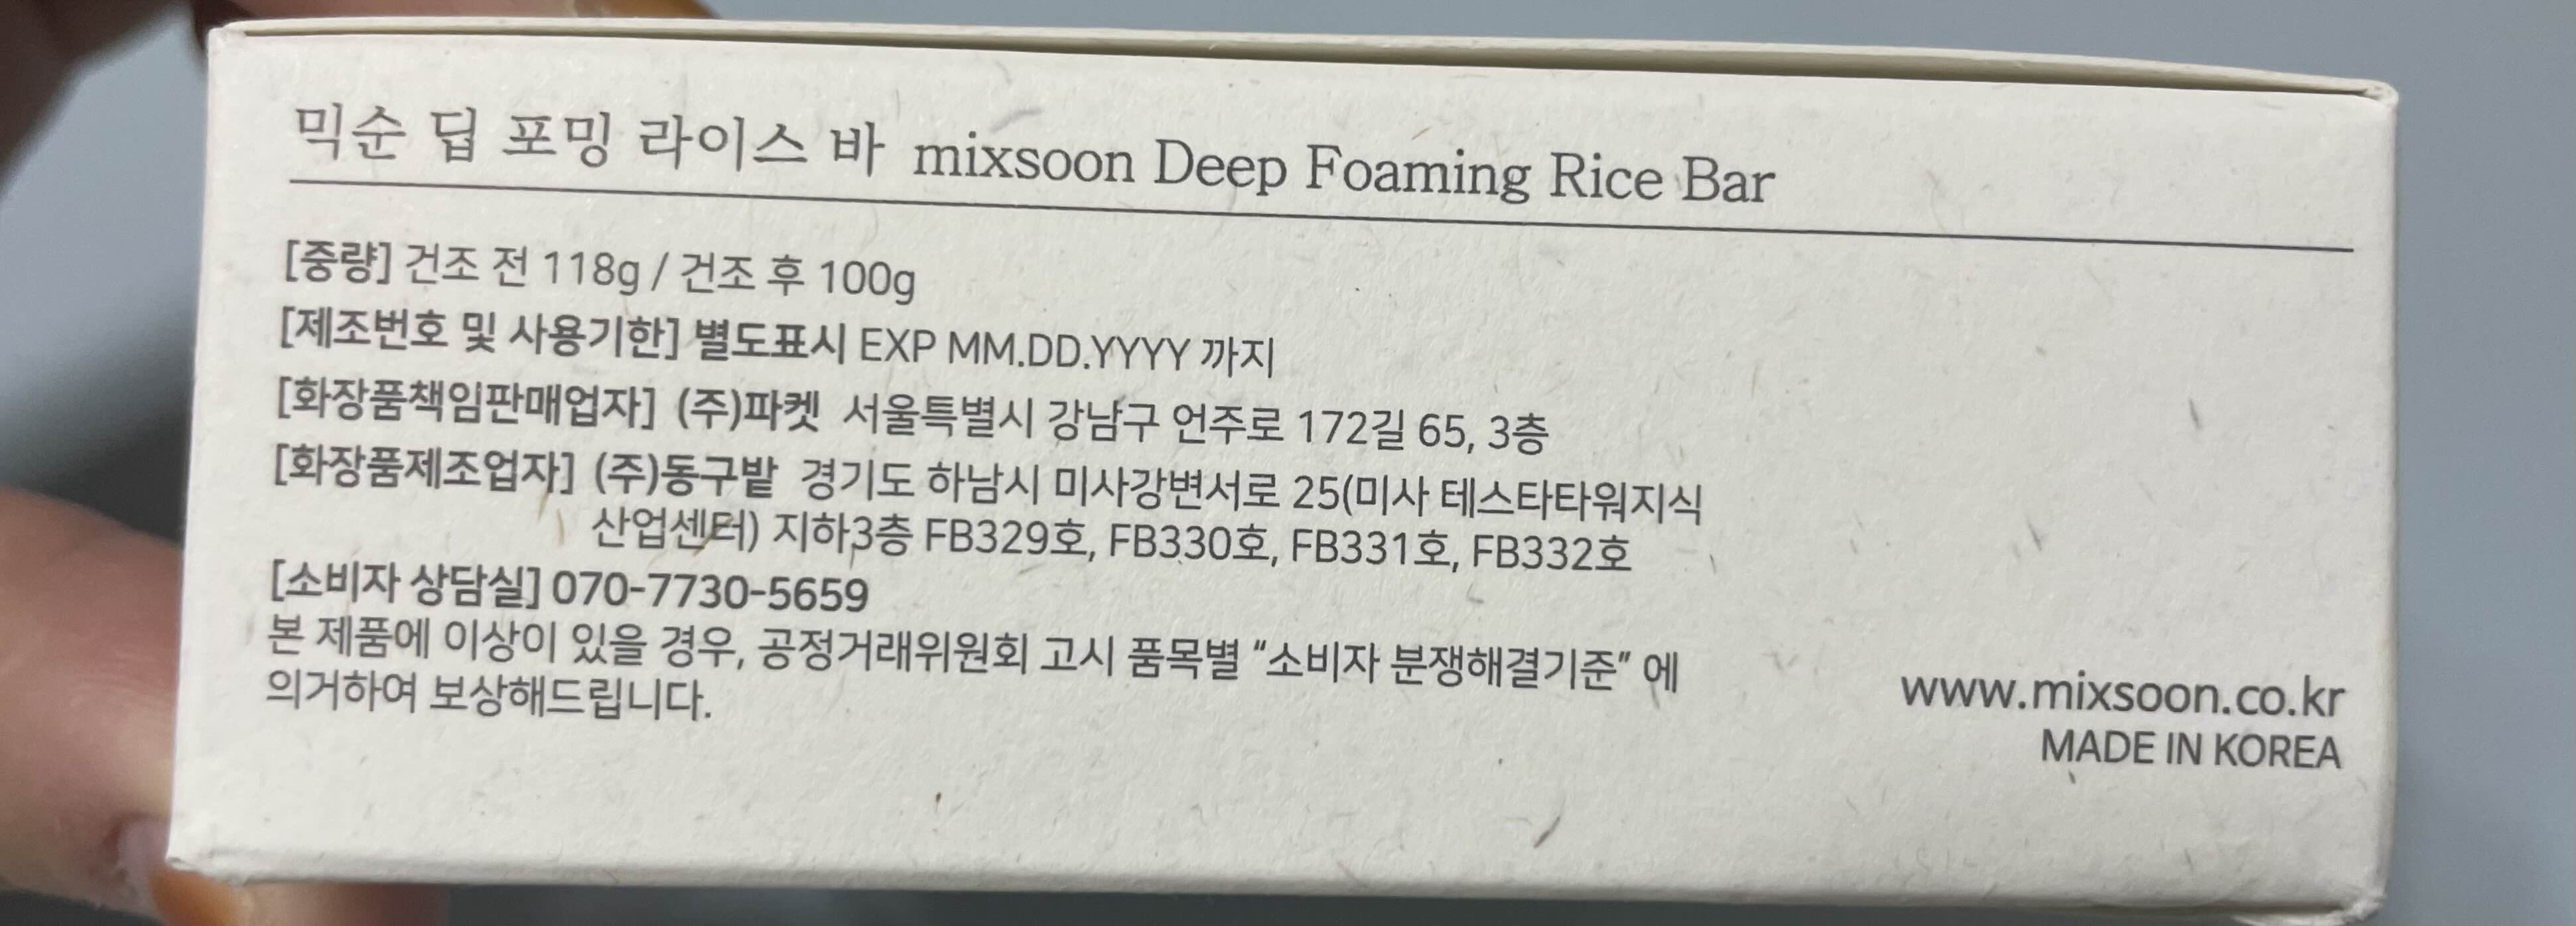 믹순 딥 포밍 라이스 바 mixsoon Deep Foaming Rice Bar
[중량] 건조 전 118g / 건조 후 100g
[제조번호 및 사용기한] 별도표시 EXP MM.DD.YYYY 까지
[화장품책임판매업자] (주)파켓 서울특별시 강남구 언주로 172길 65, 3층
[화장품제조업자] (주)동구밭 경기도 하남시 미사강변서로 25(미사 테스타타워지식
산업센터) 지하3층 FB329호, FB330호, FB331호, FB332호
[소비자 상담실] 070-7730-5659
본 제품에 이상이 있을 경우, 공정거래위원회 고시 품목별 “소비자 분쟁해결기준” 에
의거하여 보상해드립니다.
www.mixsoon.co.kr
MADE IN KOREA